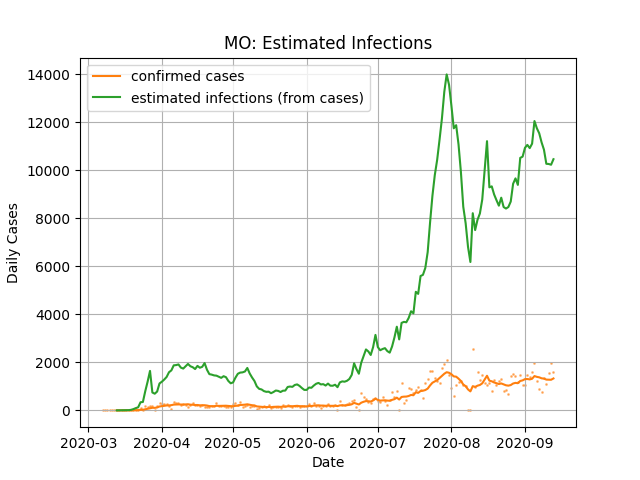 MO: Estimated Infections
confirmed cases
estimated infections (from cases)
14000
12000
10000
8000
6000
4000
2000
0
Daily Cases
2020-03 2020-04 2020-05 2020-06 2020-07 2020-08 2020-09
Date